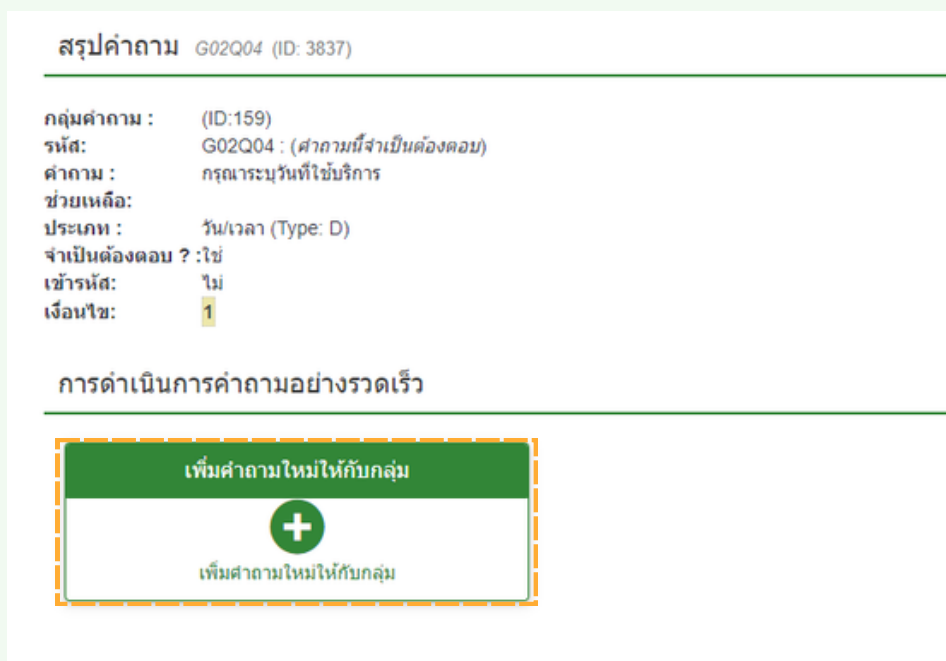 สรุปคำถาม G02Q04 (ID: 3837)
กลุ่มคำถาม : (ID:159)
รหัส: G02Q04 : (คำถามนี้จำเป็นต้องตอบ)
คำถาม : กรุณาระบุวันที่ใช้บริการ
ช่วยเหลือ:
ประเภท : วัน/เวลา (Type: D)
จำเป็นต้องตอบ ? :ใช่
เข้ารหัส: ไม่
เงื่อนไข: 1
การดำเนินการคำถามอย่างรวดเร็ว
เพิ่มคำถามใหม่ให้กับกลุ่ม
เพิ่มคำถามใหม่ให้กับกลุ่ม